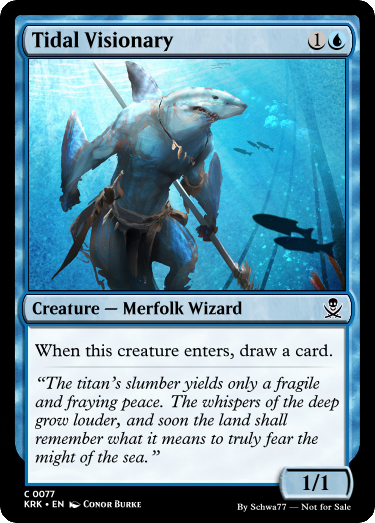 Tidal Visionary 1
Creature — Merfolk Wizard
When this creature enters, draw a card.
“The titan’s slumber yields only a fragile
and fraying peace. The whispers of the deep
grow louder, and soon the land shall
remember what it means to truly fear the
might of the sea.”
1/1
C 0077
KRK • EN Conor Burke
By Schwa77 — Not for Sale